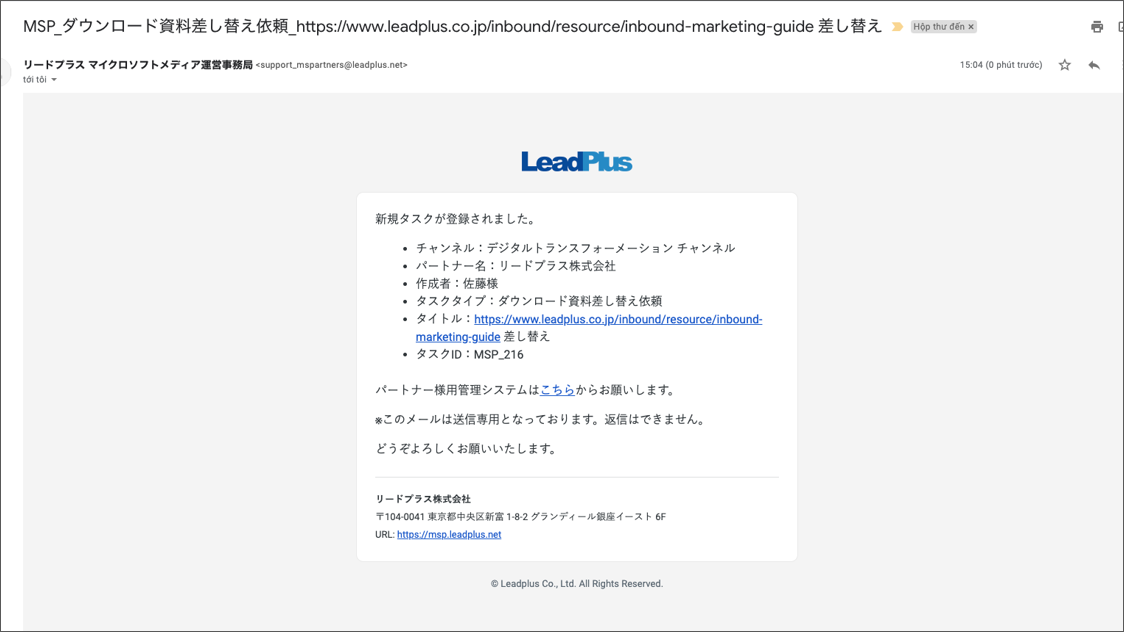 MSP_ダウンロード資料差し替え依頼_https://www.leadplus.co.jp/inbound/resource/inbound-marketing-guide 差し替え
Hộp thư đến ×
リードプラス マイクロソフトメディア運営事務局 <support_mspartners@leadplus.net>
15:04 (0 phút trước)
tới tôi
LeadPlus
新規タスクが登録されました。
• チャンネル：デジタルトランスフォーメーション チャンネル
• パートナー名：リードプラス株式会社
• 作成者：佐藤様
• タスクタイプ：ダウンロード資料差し替え依頼
• タイトル：https://www.leadplus.co.jp/inbound/resource/inbound-
marketing-guide 差し替え
• タスクID：MSP_216
パートナー様用管理システムはこちらからお願いします。
※このメールは送信専用となっております。返信はできません。
どうぞよろしくお願いいたします。
リードプラス株式会社
〒104-0041 東京都中央区新富 1-8-2 グランディール銀座イースト 6F
URL: https://msp.leadplus.net
© Leadplus Co., Ltd. All Rights Reserved.